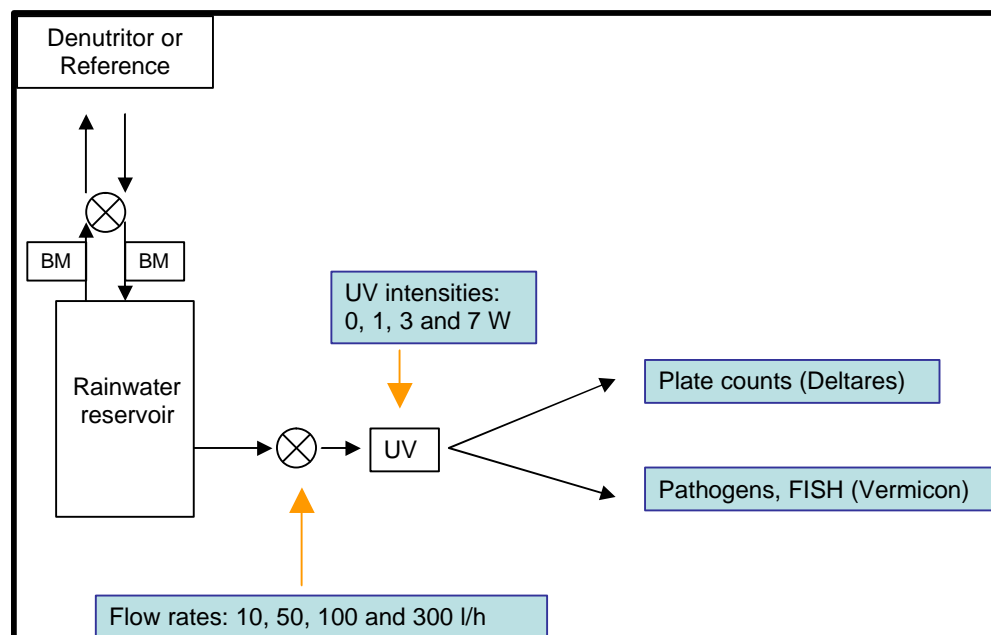 Denutritor or
Reference
BM
BM
UV intensities:
0, 1, 3 and 7 W
Rainwater
reservoir
Plate counts (Deltares)
UV
Pathogens, FISH (Vermicon)
Flow rates: 10, 50, 100 and 300 l/h